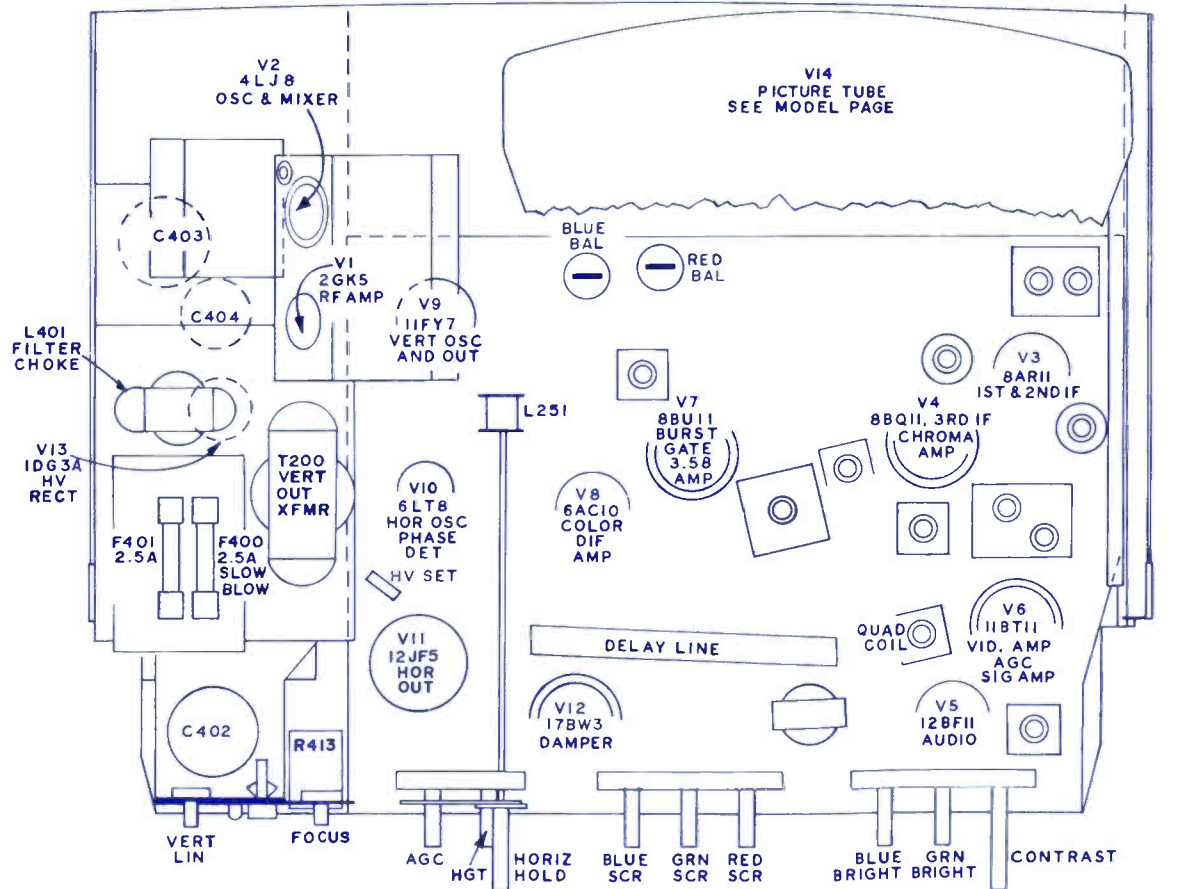 V2
4LJ8
OSC & MIXER
V14
PICTURE TUBE
SEE MODEL PAGE
C403
BLUE
BAL
RED
BAL
V1
2GK5
RF AMP
C404
V9
11FY7
VERT OSC
AND OUT
L401
FILTER
CHOKE
V3
8AR11
1ST & 2ND IF
L251
V7
8BU11
BURST
GATE
3.58
AMP
V4
8BQ11, 3RD IF
CHROMA
AMP
V13
1DG3A
HV
RECT
T200
VERT
OUT
XFMR
V10
6LT8
HOR OSC
PHASE
DET
V8
6AC10
COLOR
DIF
AMP
F401
2.5A
F400
2.5A
SLOW
BLOW
HV SET
V11
12JF5
HOR
OUT
DELAY LINE
QUAD
COIL
V6
11BT11
VID. AMP
AGC
SIG AMP
C402
R413
V12
17BW3
DAMPER
V5
12BF11
AUDIO
VERT
LIN
FOCUS
AGC
HGT
HORIZ
HOLD
BLUE
SCR
GRN
SCR
RED
SCR
BLUE
BRIGHT
GRN
BRIGHT
CONTRAST